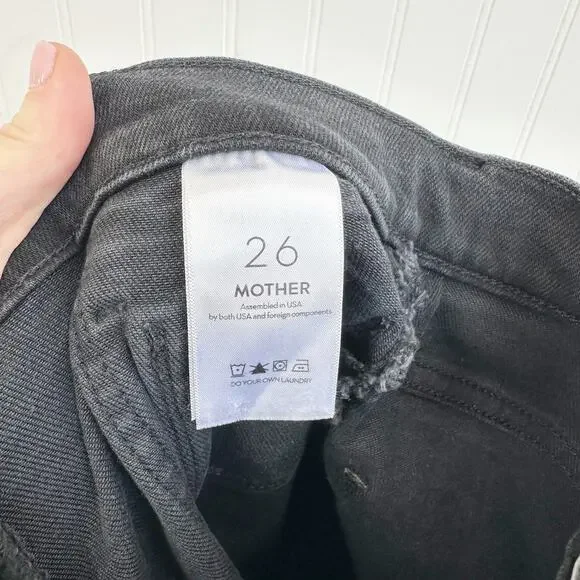 26
MOTHER
Assembled in USA
by both USA and foreign components
DO YOUR OWN LAUNDRY